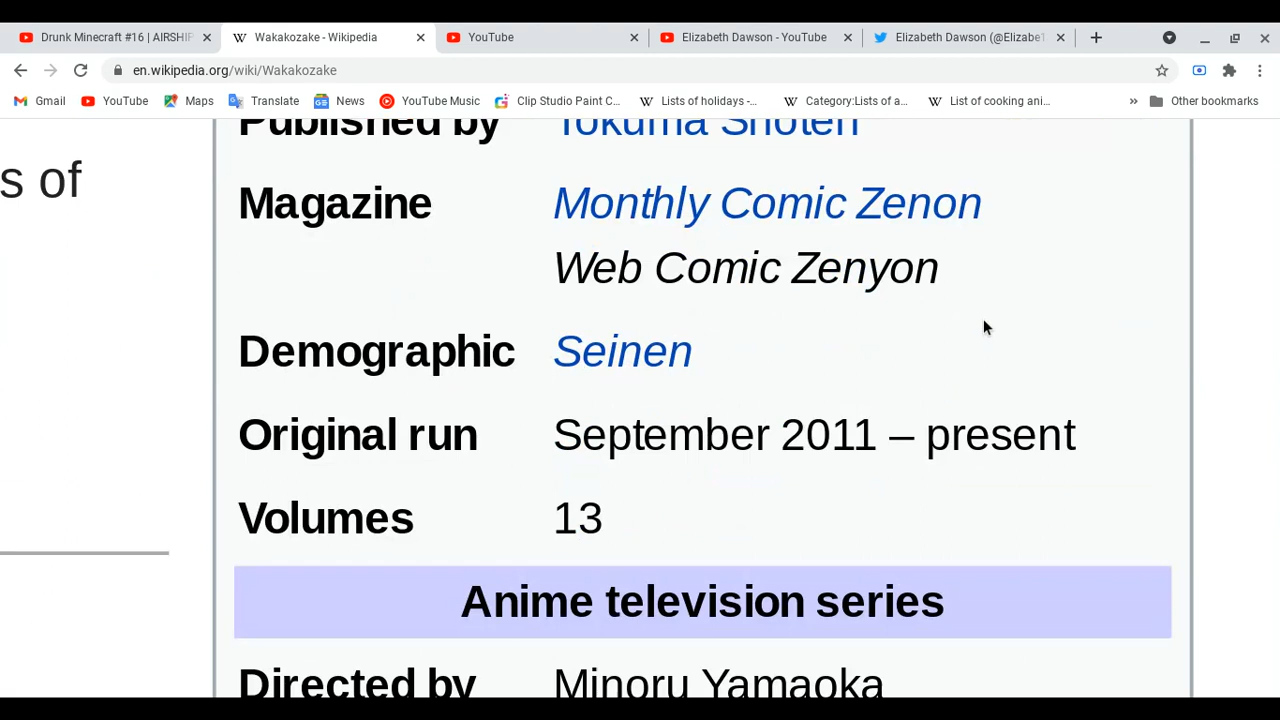 Drunk Minecraft #16 | AIRSHIP
Wakakozake - Wikipedia
YouTube
Elizabeth Dawson - YouTube
Elizabeth Dawson (@Elizabe
en.wikipedia.org/wiki/Wakakozake
Gmail YouTube Maps Translate News YouTube Music Clip Studio Paint C... Lists of holidays -... Category:Lists of a... List of cooking ani... » Other bookmarks
Published by Tokuma Shoten
s of
Magazine Monthly Comic Zenon
Web Comic Zenyon
Demographic Seinen
Original run September 2011 – present
Volumes 13
Anime television series
Directed by Minoru Yamaoka